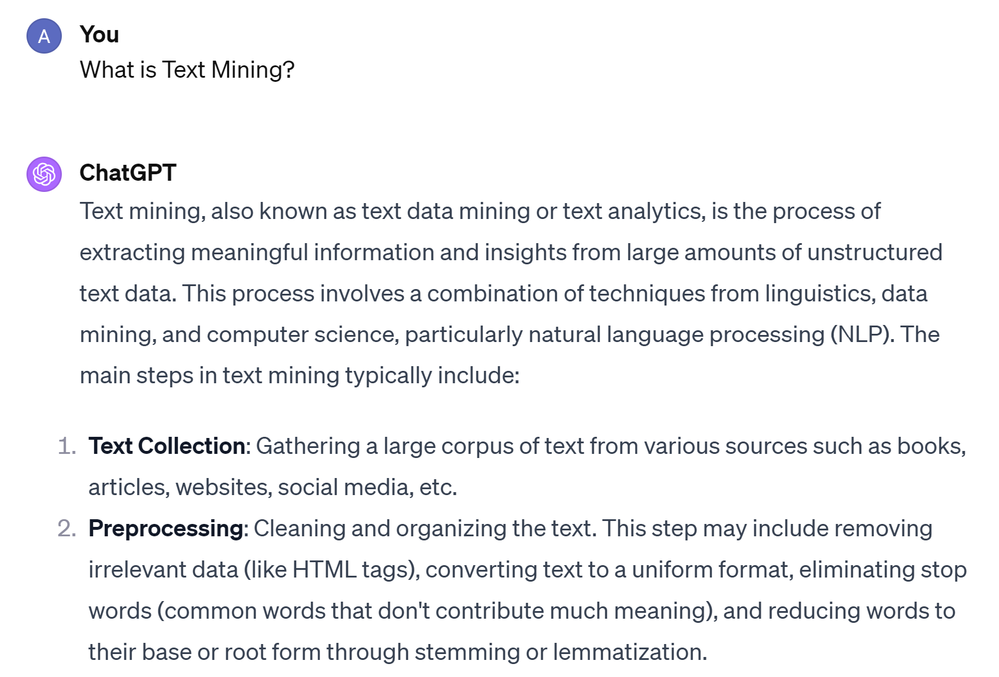 A
You
What is Text Mining?
ChatGPT
Text mining, also known as text data mining or text analytics, is the process of
extracting meaningful information and insights from large amounts of unstructured
text data. This process involves a combination of techniques from linguistics, data
mining, and computer science, particularly natural language processing (NLP). The
main steps in text mining typically include:
1. Text Collection: Gathering a large corpus of text from various sources such as books,
articles, websites, social media, etc.
2. Preprocessing: Cleaning and organizing the text. This step may include removing
irrelevant data (like HTML tags), converting text to a uniform format, eliminating stop
words (common words that don't contribute much meaning), and reducing words to
their base or root form through stemming or lemmatization.